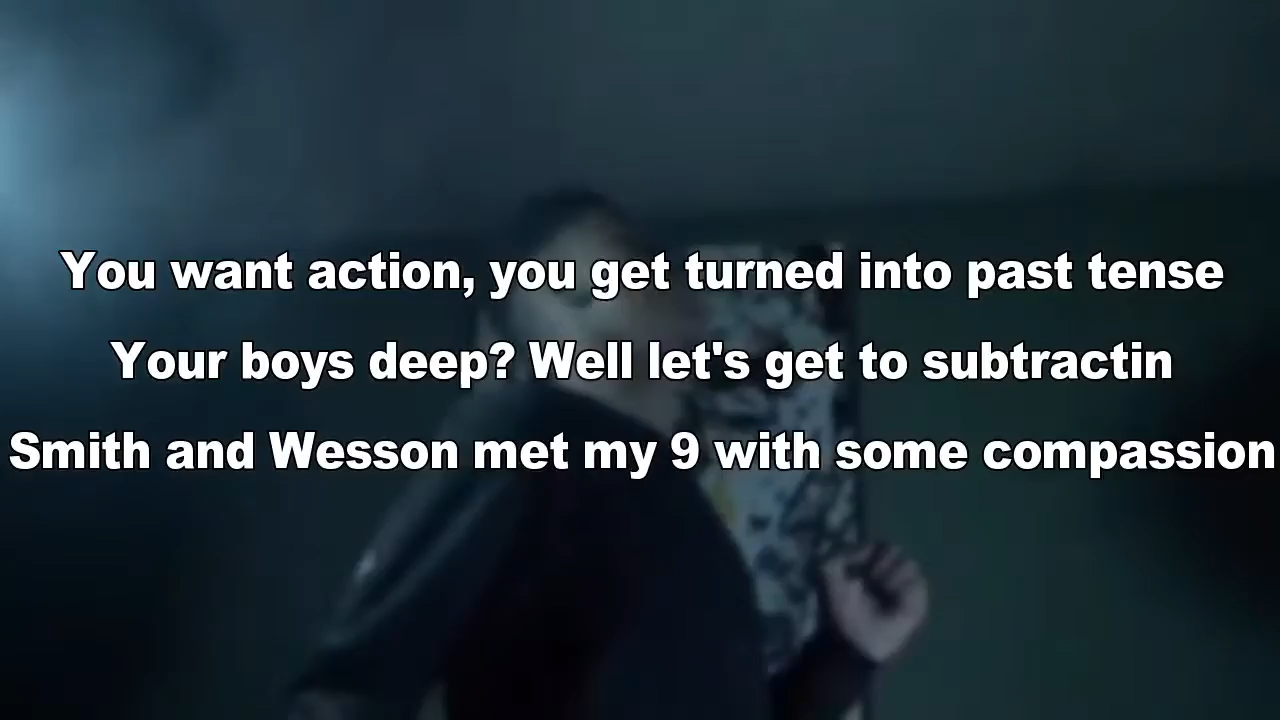 You want action, you get turned into past tense
Your boys deep? Well let's get to subtractin
Smith and Wesson met my 9 with some compassion